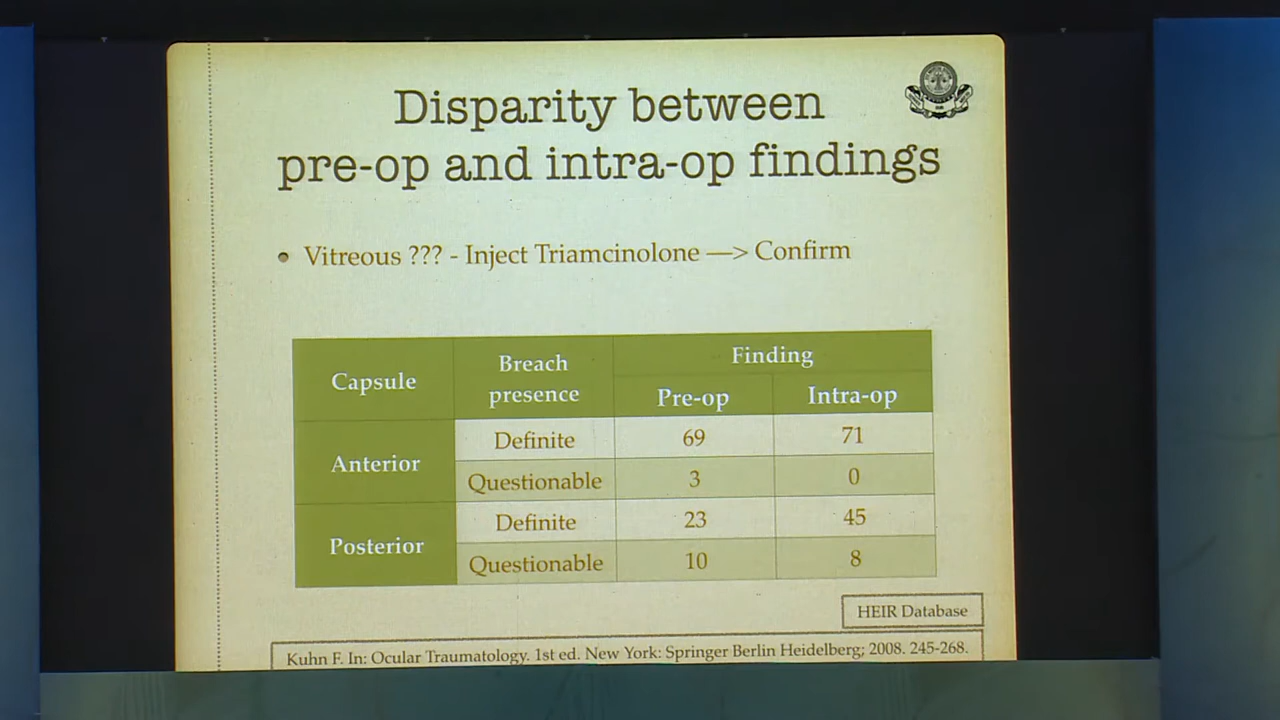 Disparity between
pre-op and intra-op findings
• Vitreous ??? - Inject Triamcinolone —> Confirm
Capsule Breach presence Finding
Pre-op Intra-op
Anterior Definite 69 71
Questionable 3 0
Posterior Definite 23 45
Questionable 10 8
HEIR Database
Kuhn F. In: Ocular Traumatology. 1st ed. New York: Springer Berlin Heidelberg; 2008. 245-268.